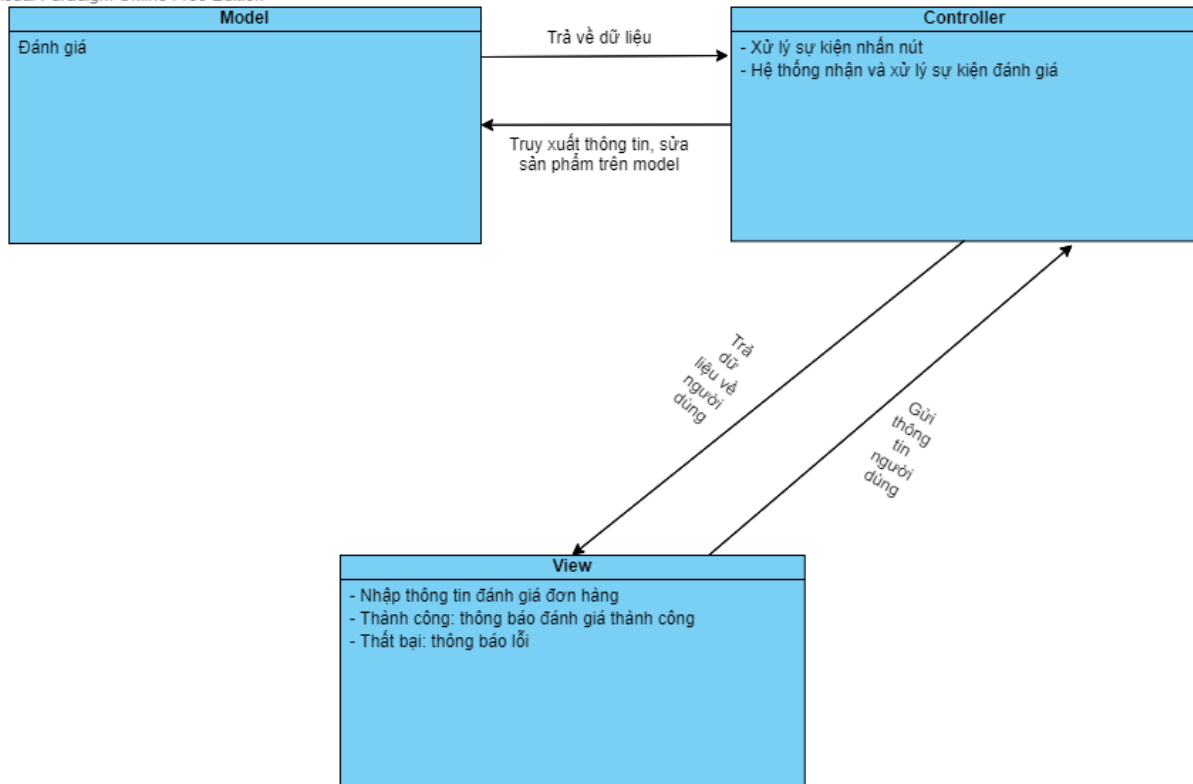 Model
Đánh giá
Trả về dữ liệu
Controller
- Xử lý sự kiện nhấn nút
- Hệ thống nhận và xử lý sự kiện đánh giá
Truy xuất thông tin, sửa
sản phẩm trên model
Trả
dữ
liệu về
người
dùng
Gửi
thông
tin
người
dùng
View
- Nhập thông tin đánh giá đơn hàng
- Thành công: thông báo đánh giá thành công
- Thất bại: thông báo lỗi